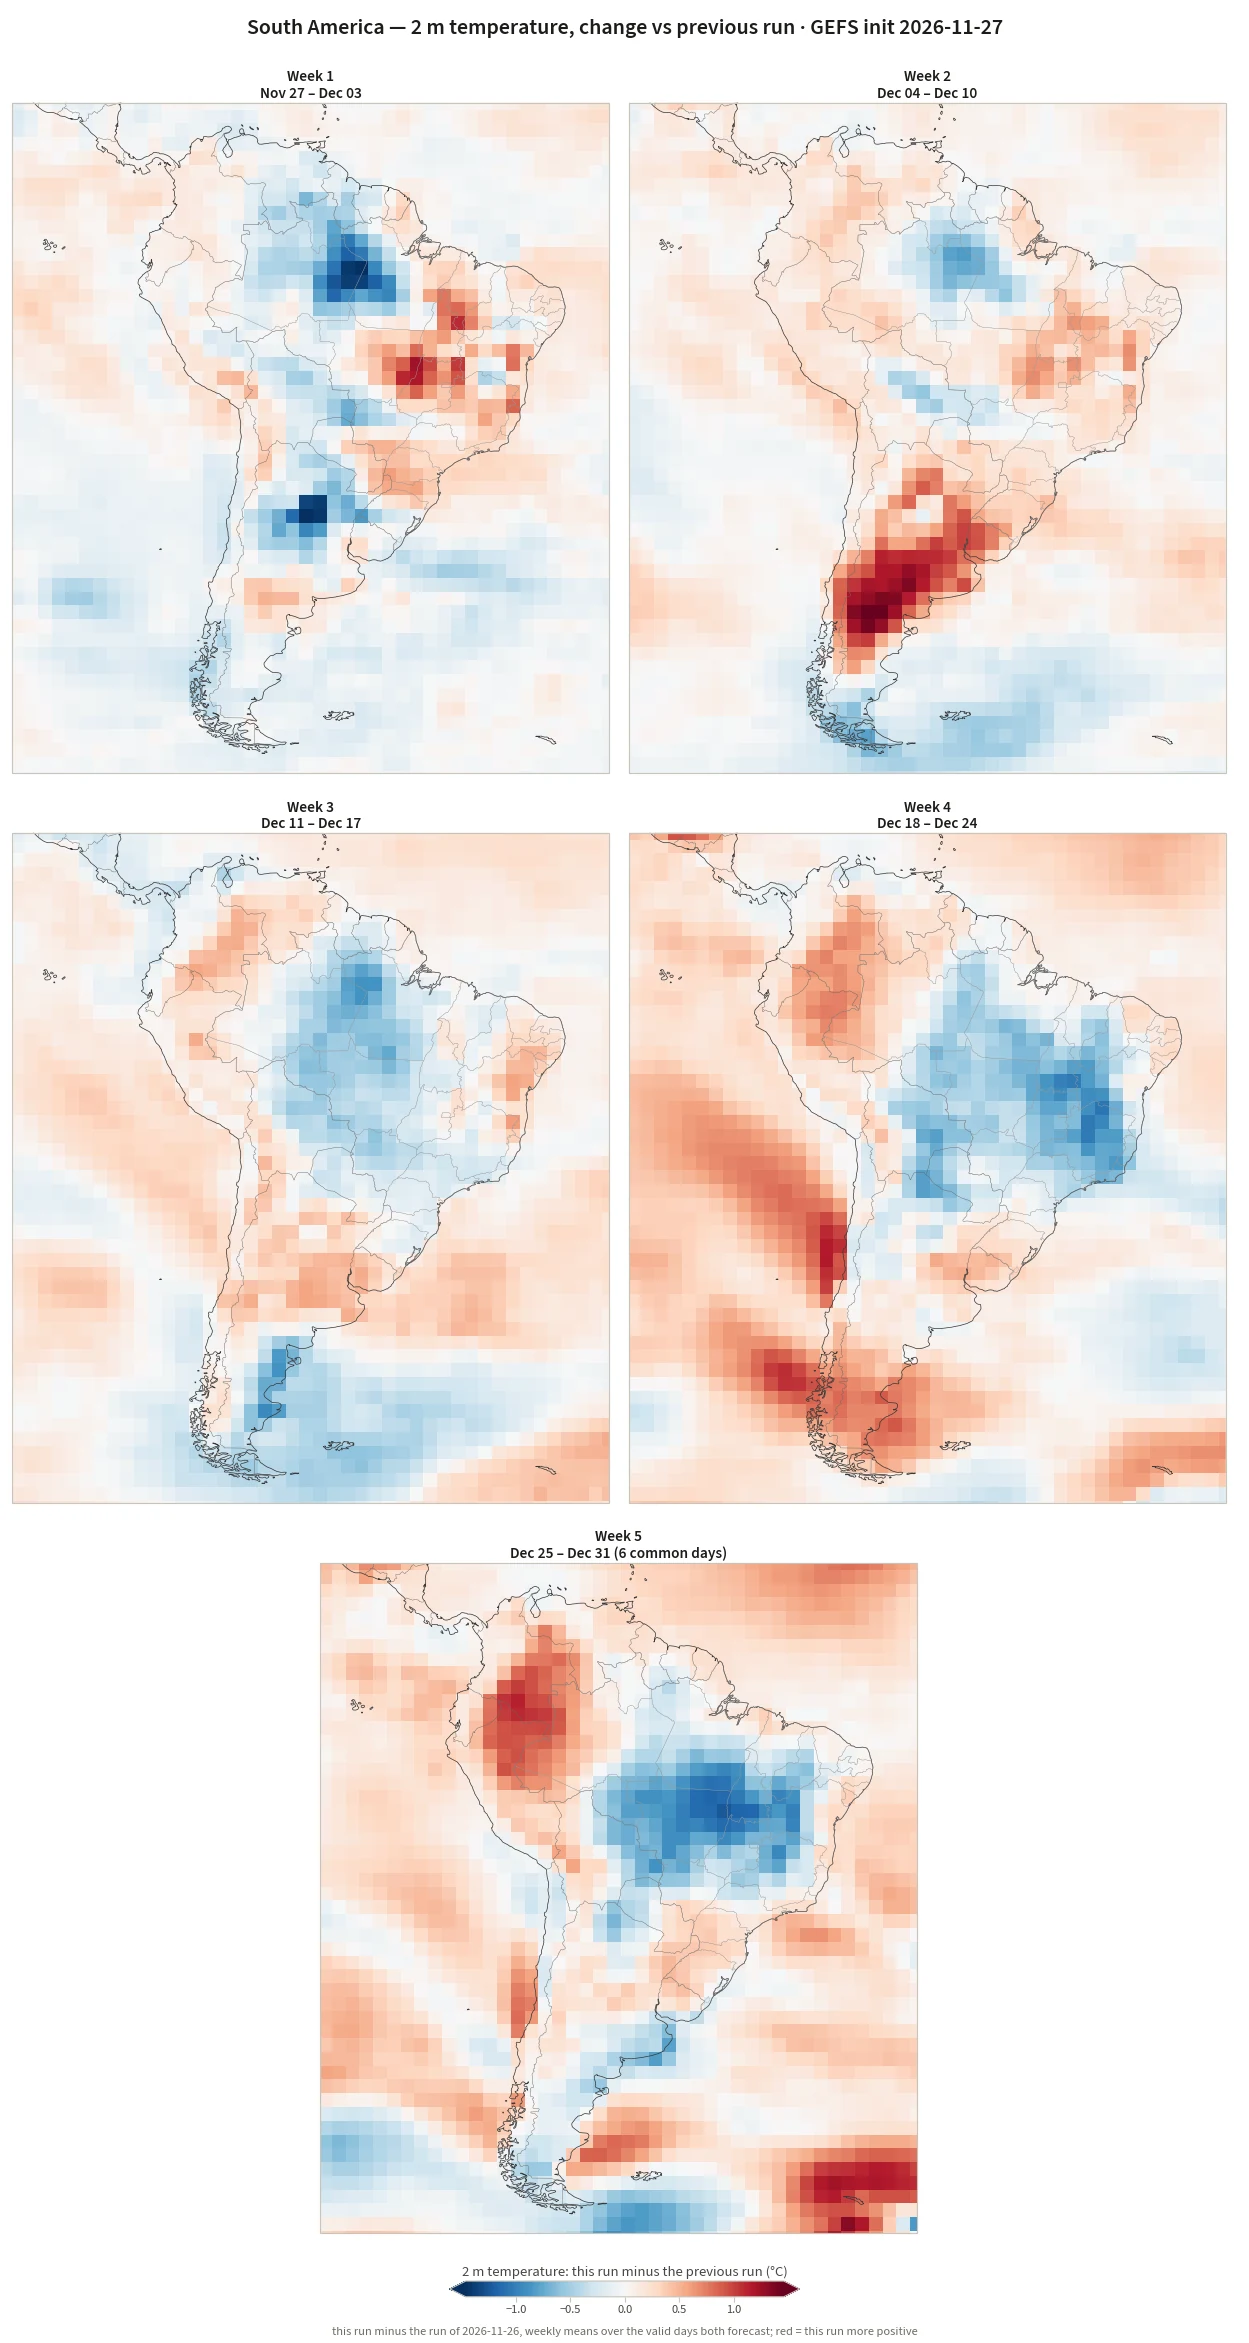 South America — 2 m temperature, change vs previous run · GEFS init 2026-11-27
Week 1
Nov 27 – Dec 03
Week 2
Dec 04 – Dec 10
Week 3
Dec 11 – Dec 17
Week 4
Dec 18 – Dec 24
Week 5
Dec 25 – Dec 31 (6 common days)
2 m temperature: this run minus the previous run (°C)
−1.0 −0.5 0.0 0.5 1.0
this run minus the run of 2026-11-26, weekly means over the valid days both forecast; red = this run more positive